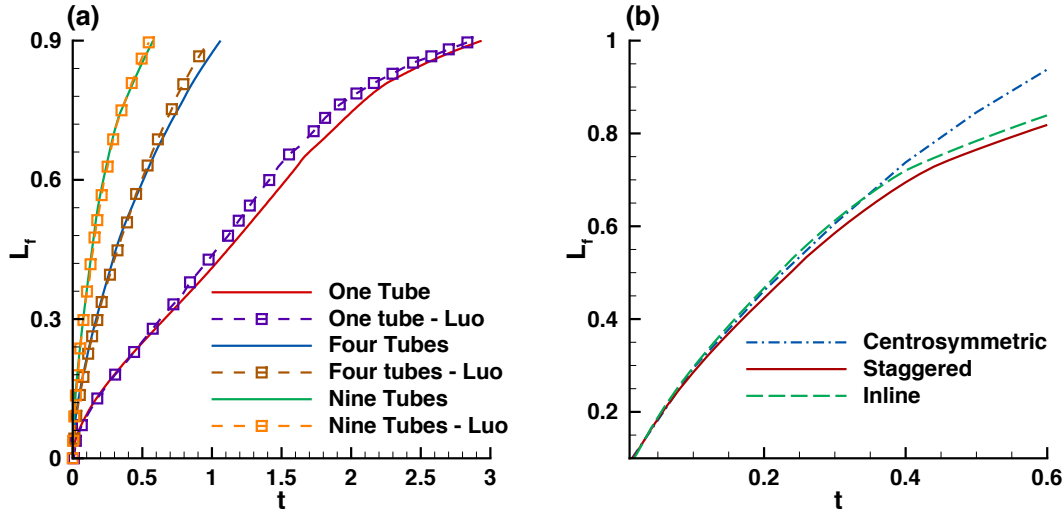 (a)
L_f
0.9
0.6
0.3
0
0 0.5 1 1.5 2 2.5 3
t
One Tube
One tube - Luo
Four Tubes
Four tubes - Luo
Nine Tubes
Nine Tubes - Luo
(b)
L_f
1
0.8
0.6
0.4
0.2
0.2 0.4 0.6
t
Centrosymmetric
Staggered
Inline